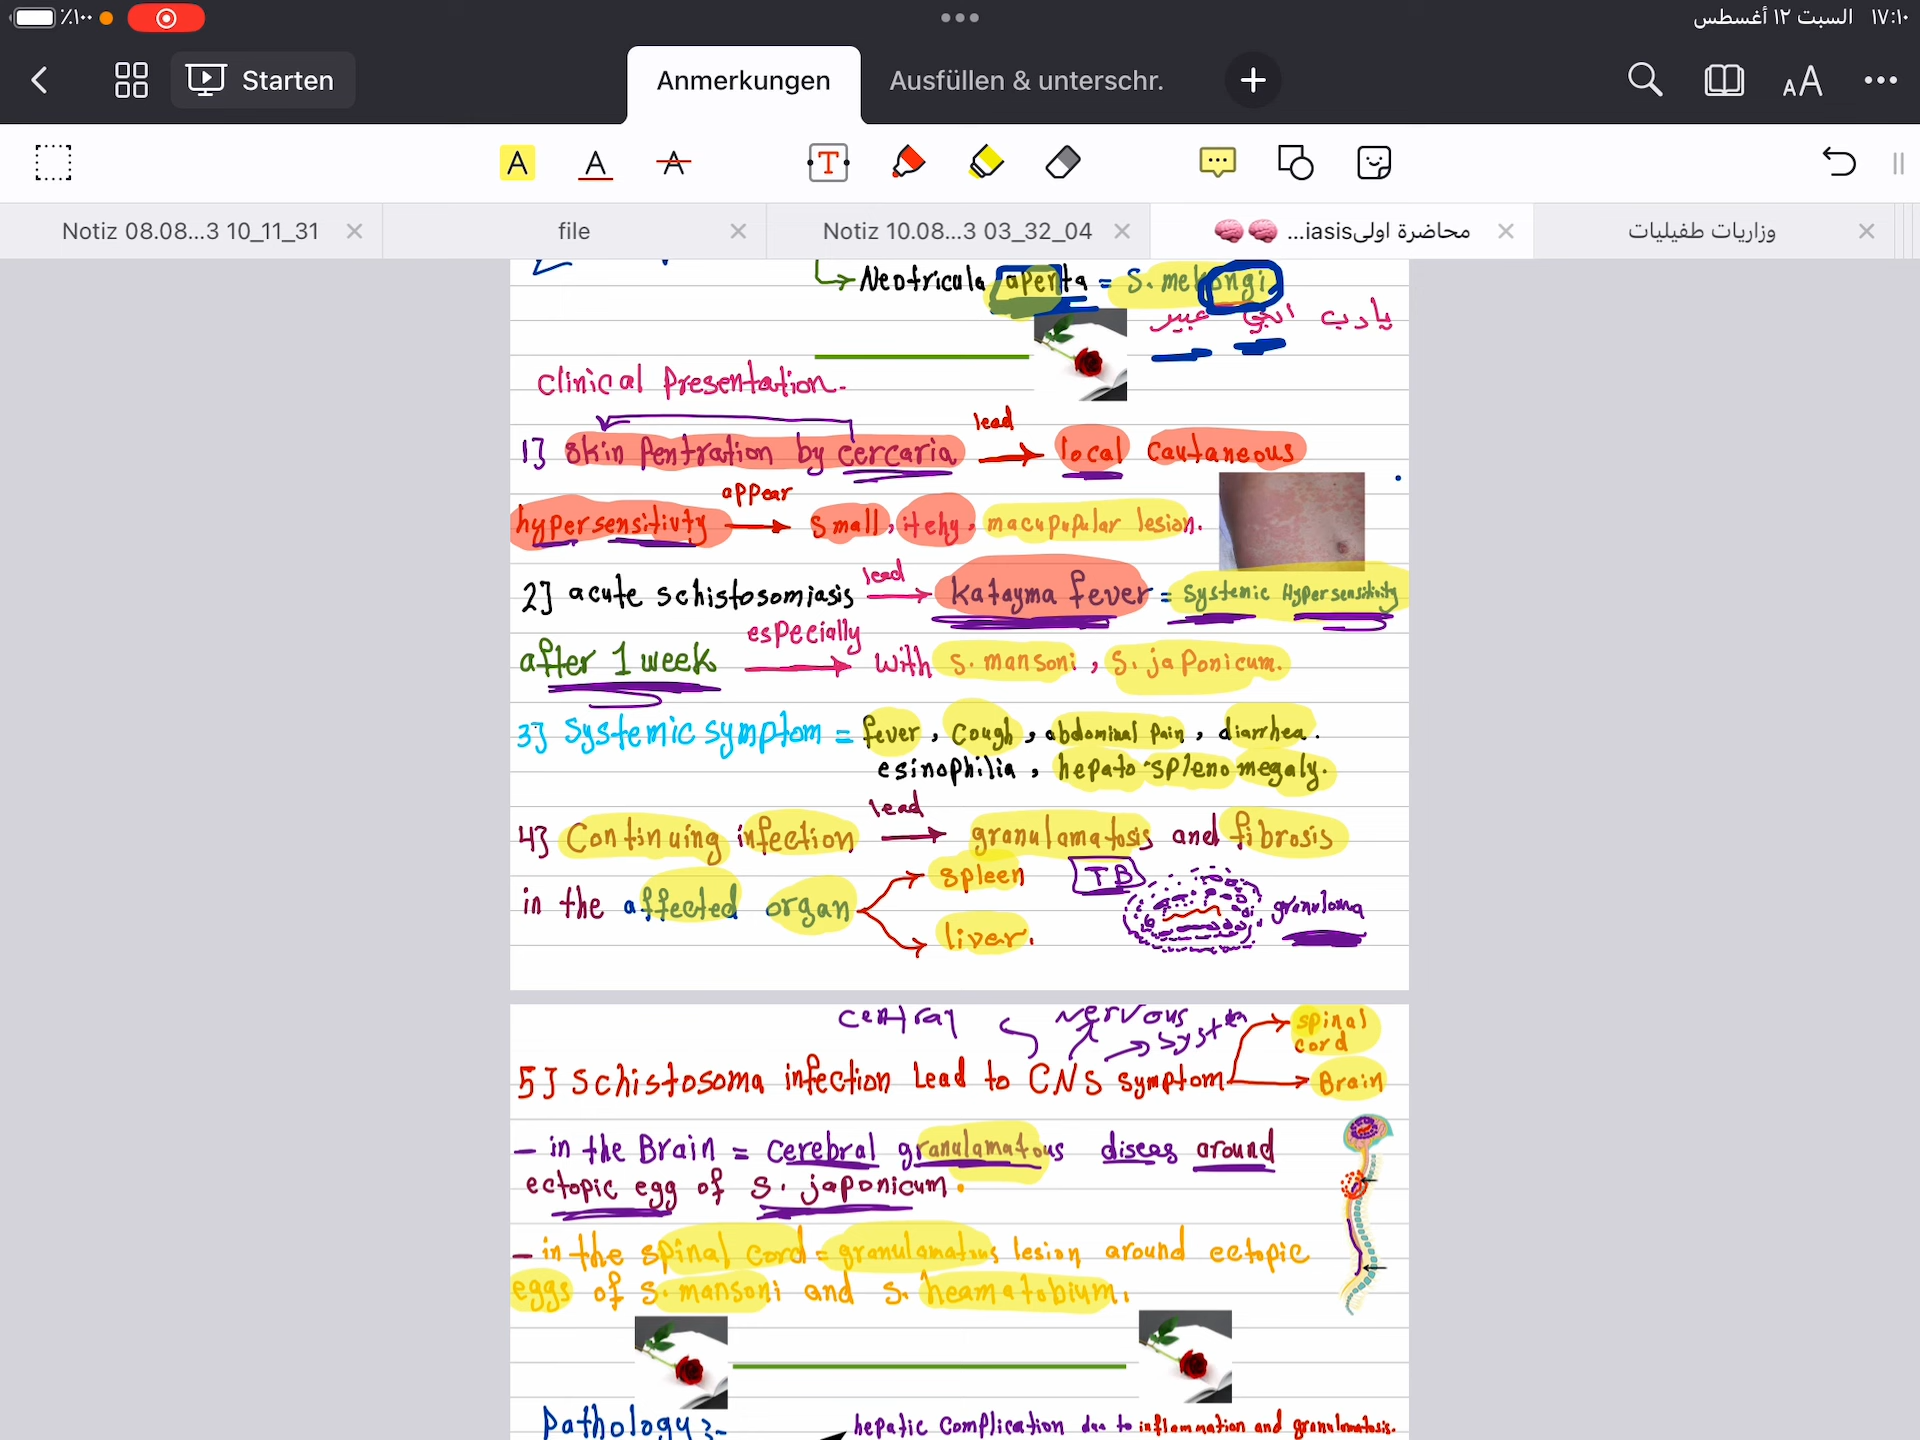 ٪١٠٠
السبت ١٢ أغسطس ١٧:١٠
Starten
Anmerkungen
Ausfüllen & unterschr.
AA
A A A T
Notiz 08.08...3 10_11_31
file
Notiz 10.08...3 03_32_04
محاضرة اولى iasis...
وزاريات طفيليات
Neotricula aperta = S. mekongi.
يارب انجي عبير
Clinical Presentation.
lead
1] Skin Pentration by cercaria → local Cautaneous
appear
hypersensitivty → Small, itchy, macupupular lesion.
lead
2] acute schistosomiasis → Katayma fever = Systemic Hypersensitivity
especially
after 1 week → with S. mansoni, S. japonicum.
3] Systemic symptom = fever, Cough, abdominal Pain, diarrhea.
esinophilia, hepato-splenomegaly.
lead
4] Continuing infection → granulamatosis and fibrosis
spleen
TB
in the affected organ
granuloma
liver.
central nervous system
spinal cord
5] Schistosoma infection Lead to CNS symptom
Brain
- in the Brain = Cerebral granulamatous diseas around
ectopic egg of S. japonicum.
- in the spinal cord = granulamatous lesion around ectopic
eggs of S. mansoni and S. heamatobium.
Pathology:-
hepatic Complication due to inflammation and granulomatosis.